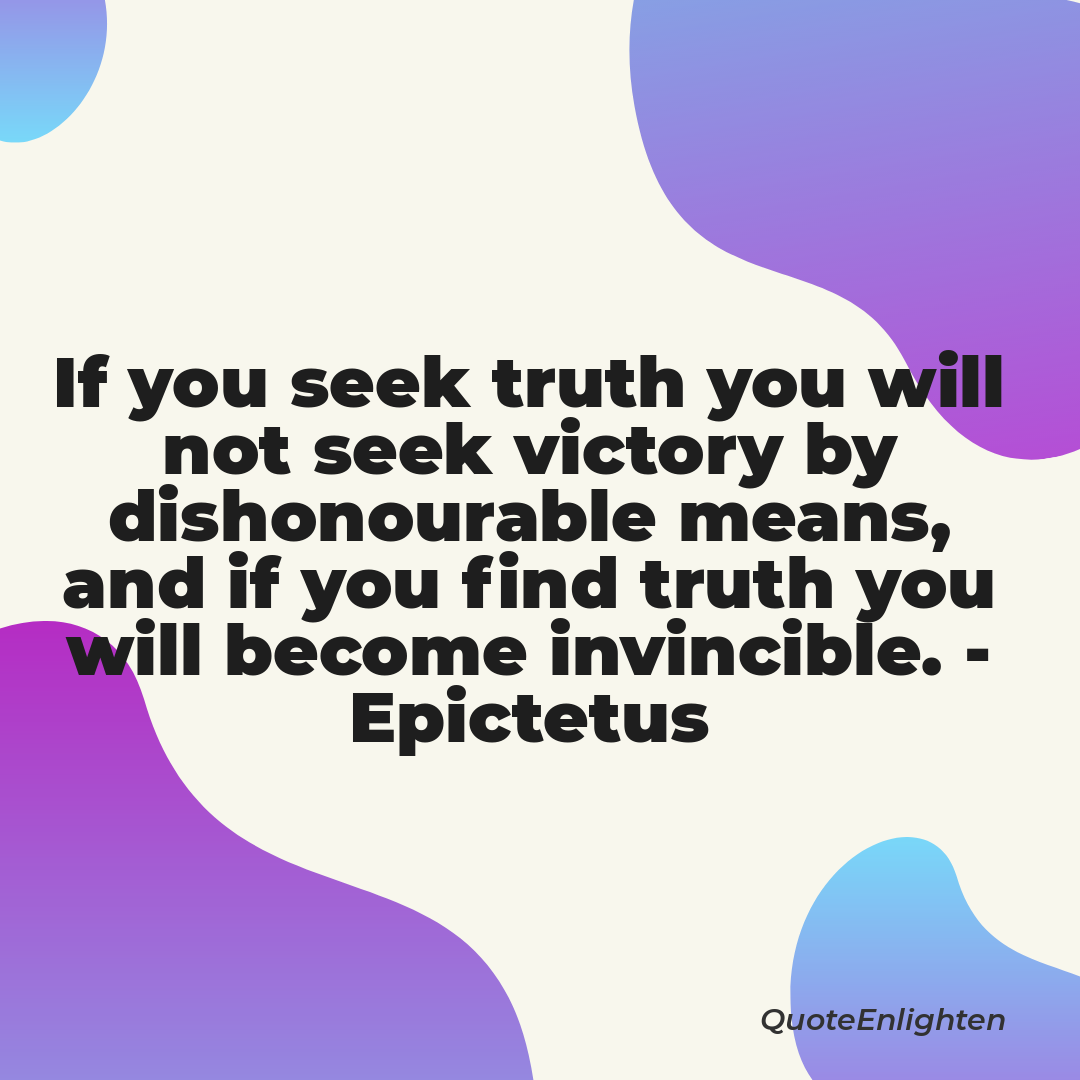 If you seek truth you will
not seek victory by
dishonourable means,
and if you find truth you
will become invincible. -
Epictetus
QuoteEnlighten